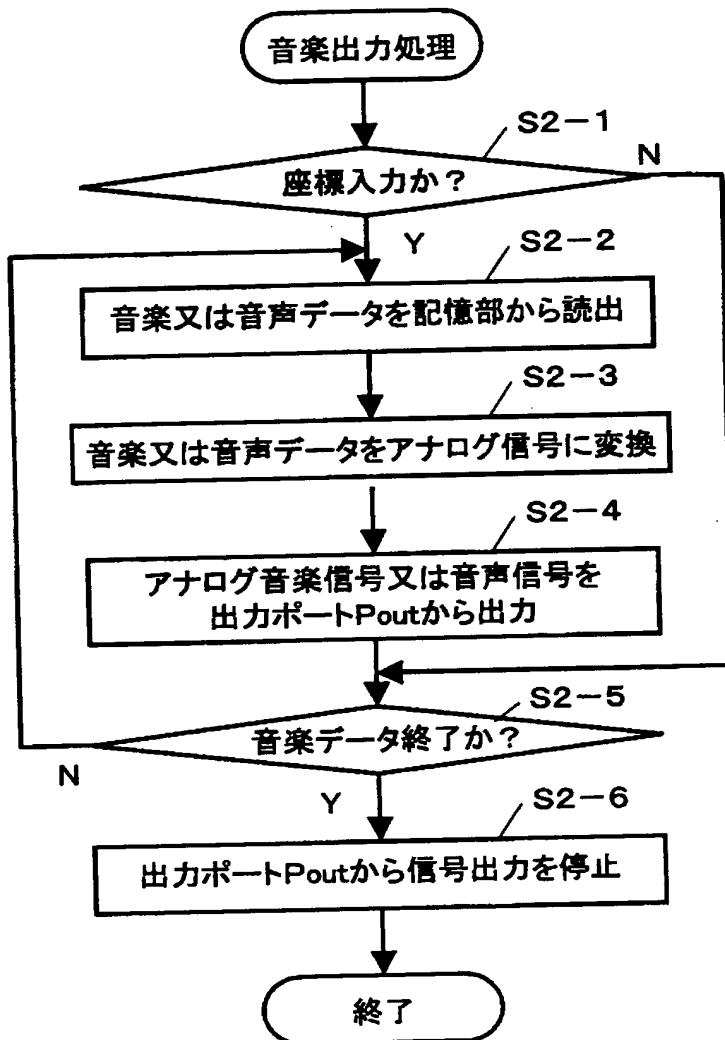 音楽出力処理
S2-1
N
座標入力か?
Y
S2-2
音楽又は音声データを記憶部から読出
S2-3
音楽又は音声データをアナログ信号に変換
S2-4
アナログ音楽信号又は音声信号を
出力ポートPoutから出力
S2-5
音楽データ終了か?
N
Y
S2-6
出力ポートPoutから信号出力を停止
終了